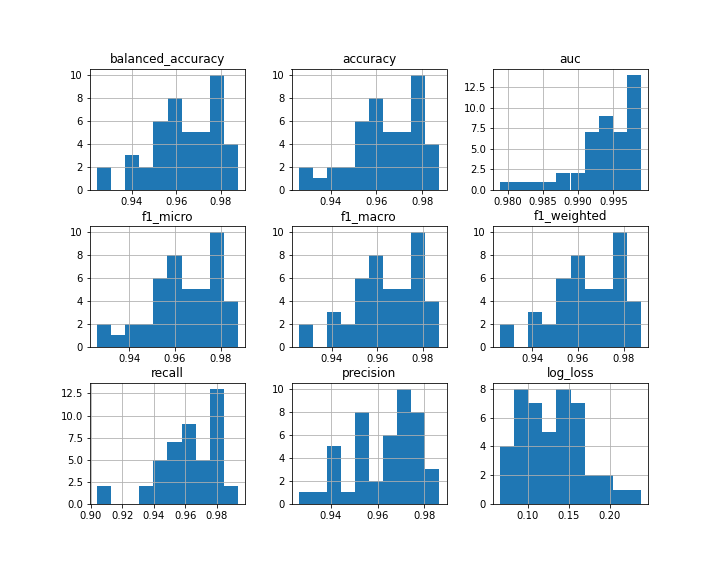 balanced_accuracy accuracy auc
10 10 12.5
8 8 10.0
6 6 7.5
4 4 5.0
2 2 2.5
0 0 0.0
0.94 0.96 0.98 0.94 0.96 0.98 0.980 0.985 0.990 0.995
f1_micro f1_macro f1_weighted
10 10 10
8 8 8
6 6 6
4 4 4
2 2 2
0 0 0
0.94 0.96 0.98 0.94 0.96 0.98 0.94 0.96 0.98
recall precision log_loss
12.5 10 8
10.0 8 6
7.5 6 4
5.0 4 2
2.5 2 0
0.0 0
0.90 0.92 0.94 0.96 0.98 0.94 0.96 0.98 0.10 0.15 0.20